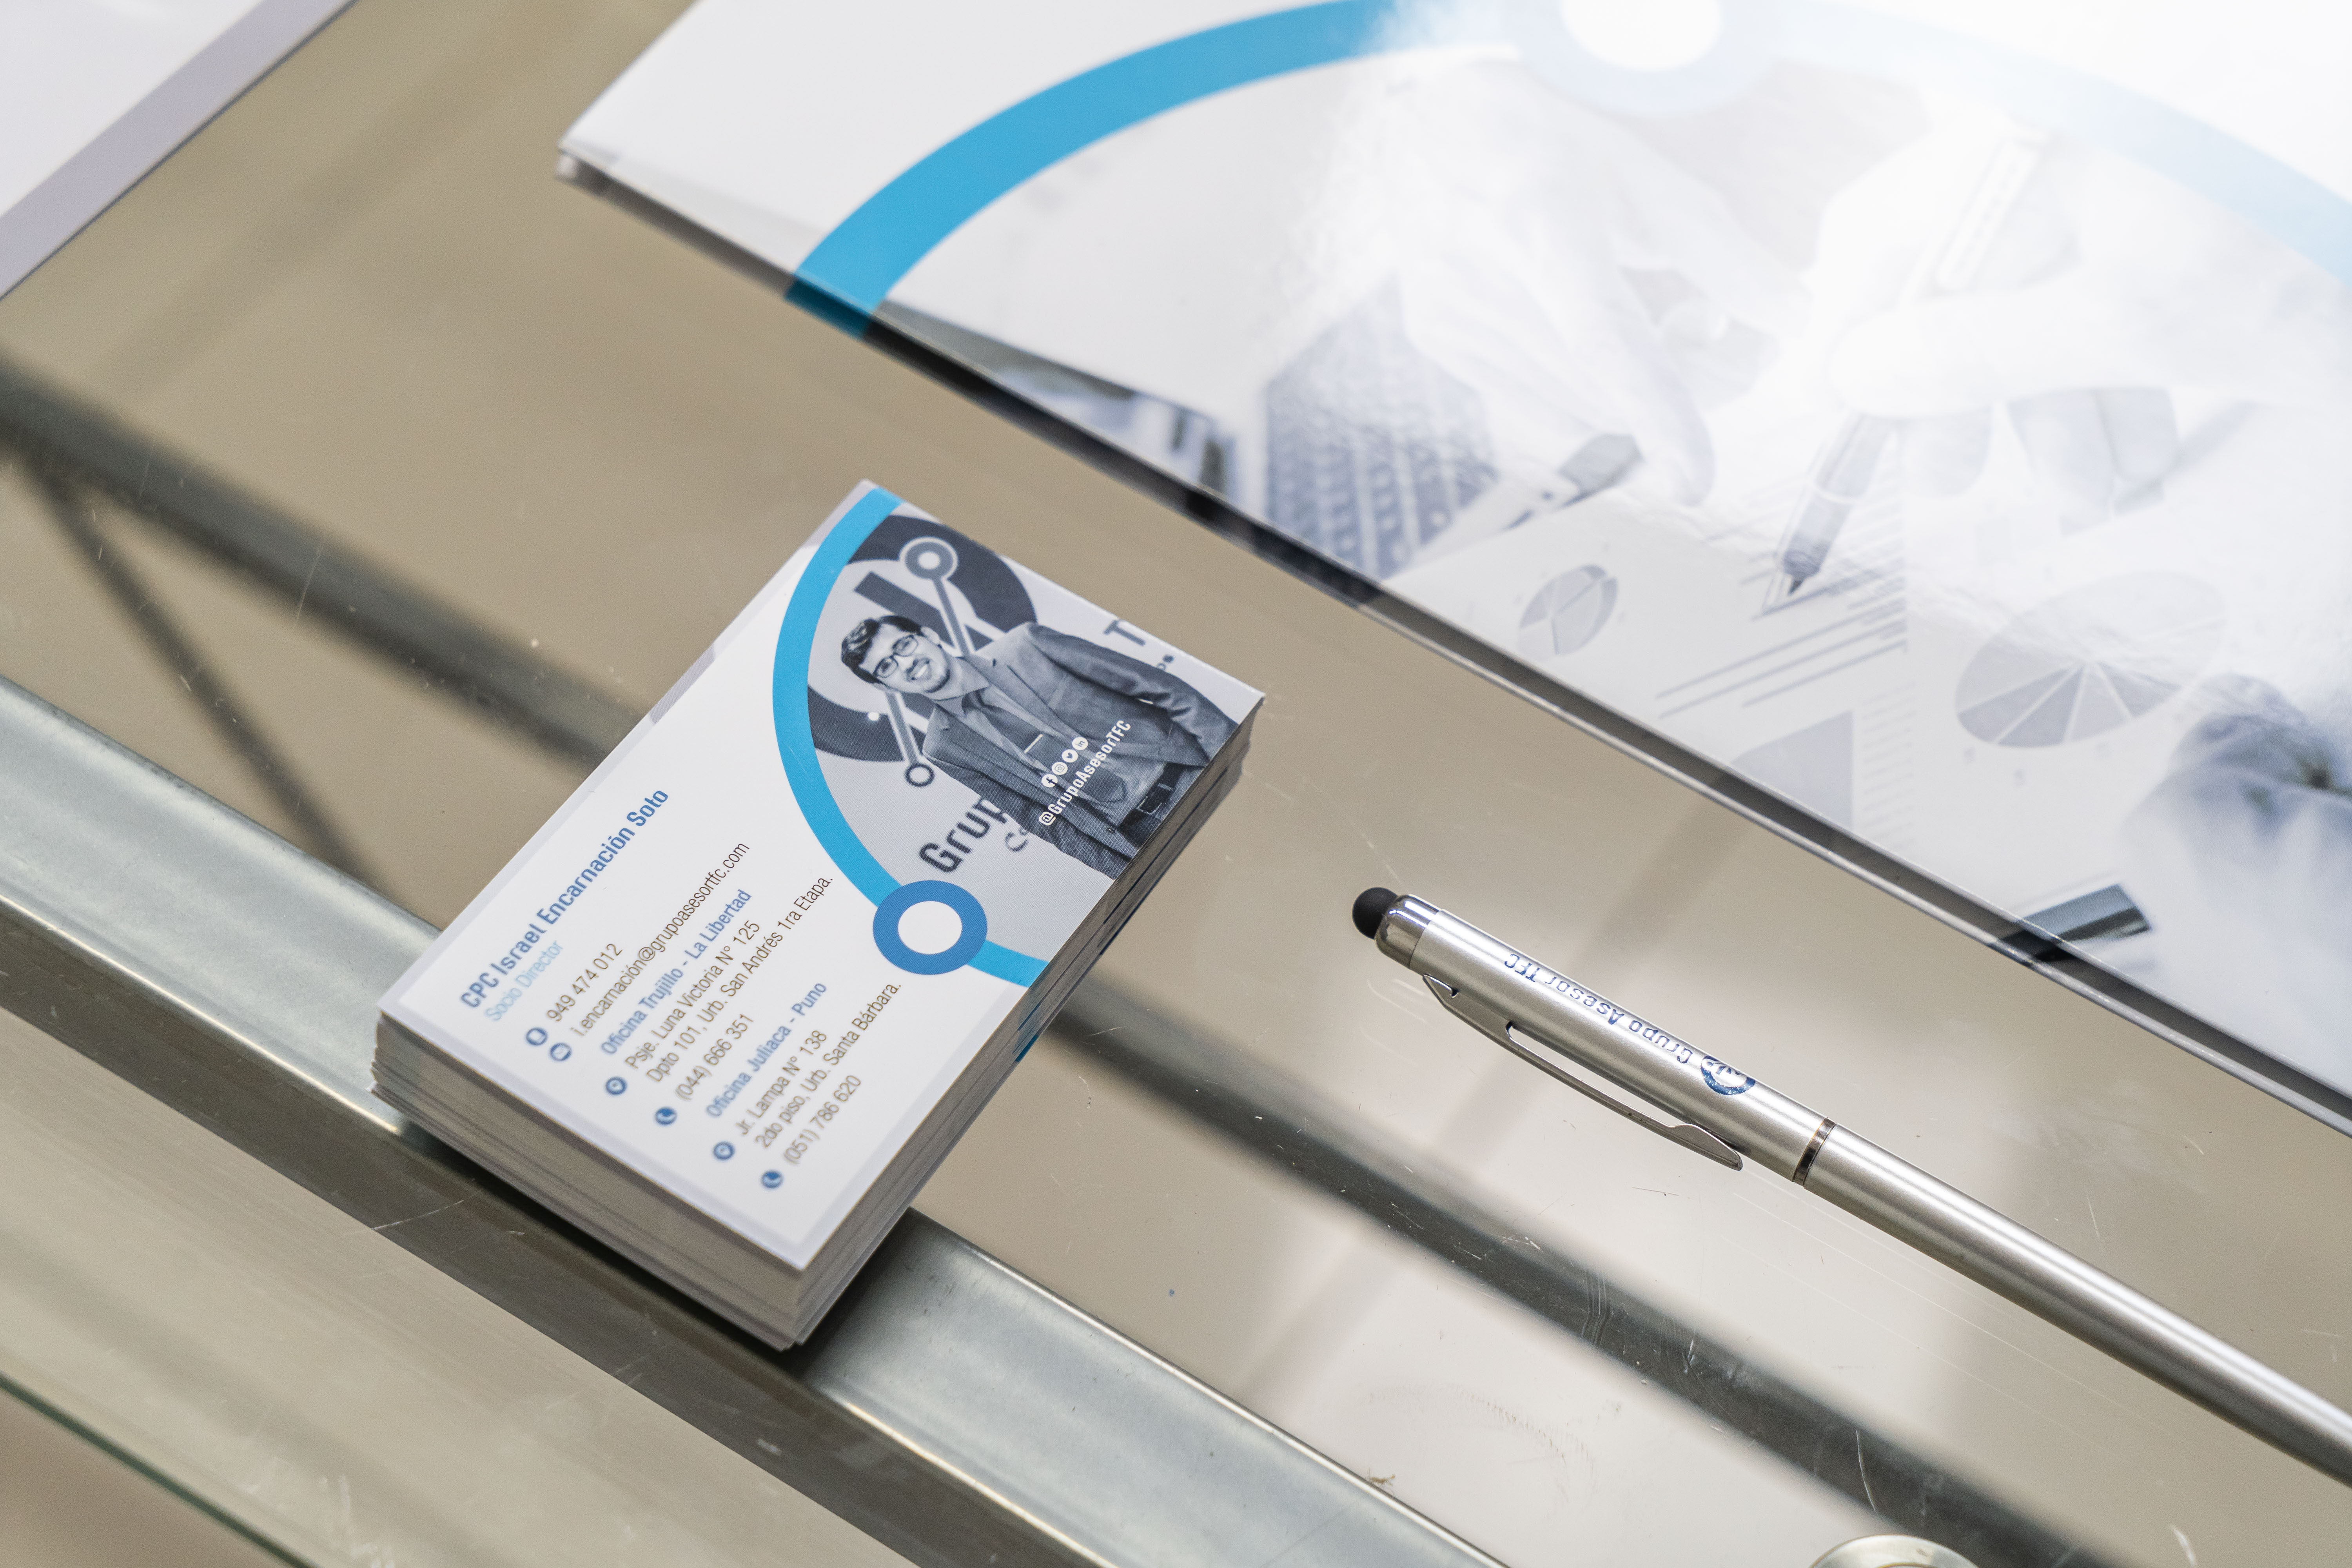 CPC Israel Encarnación Soto
Socio Director
949 474 012
i.encarnación@grupoasesortfc.com
Oficina Trujillo - La Libertad
Psje. Luna Victoria N° 125
Dpto 101, Urb. San Andrés 1ra Etapa.
(044) 666 351
Oficina Juliaca - Puno
Jr. Lampa N° 138
2do piso, Urb. Santa Bárbara.
(051) 786 620
@GrupoAsesorTFC
Grupo Asesor TFC